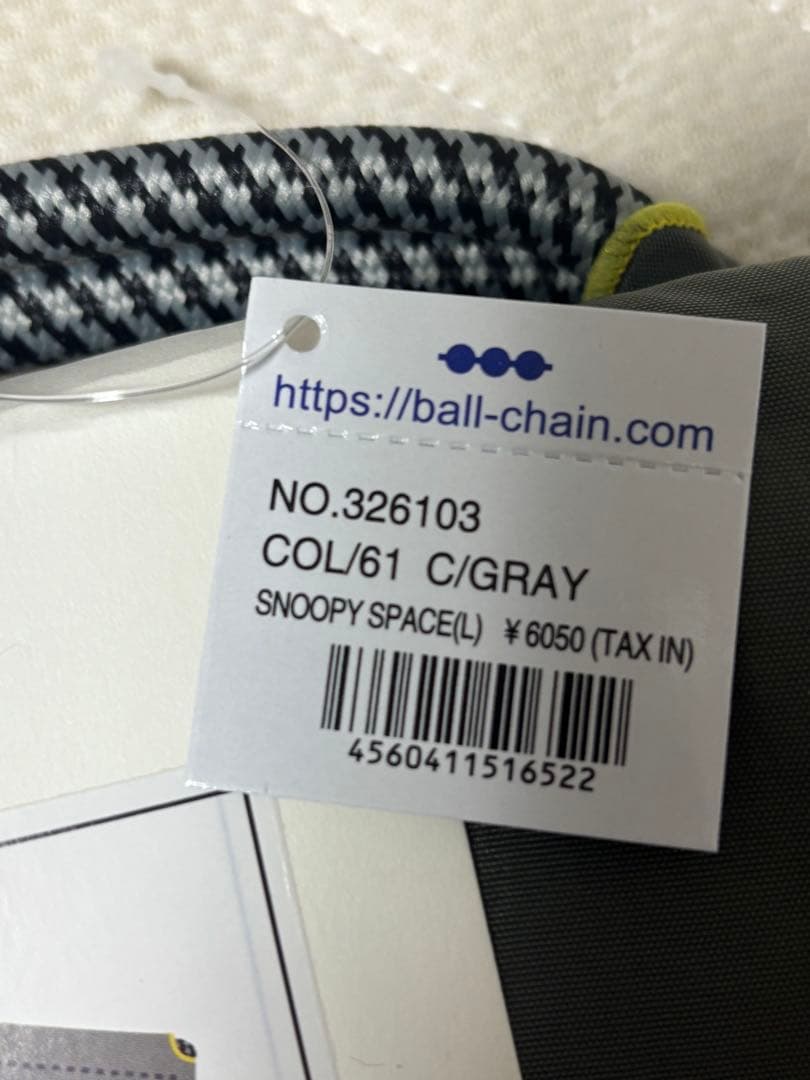 https://ball-chain.com
NO.326103
COL/61 C/GRAY
SNOOPY SPACE(L) ¥6050 (TAX IN)
4560411516522